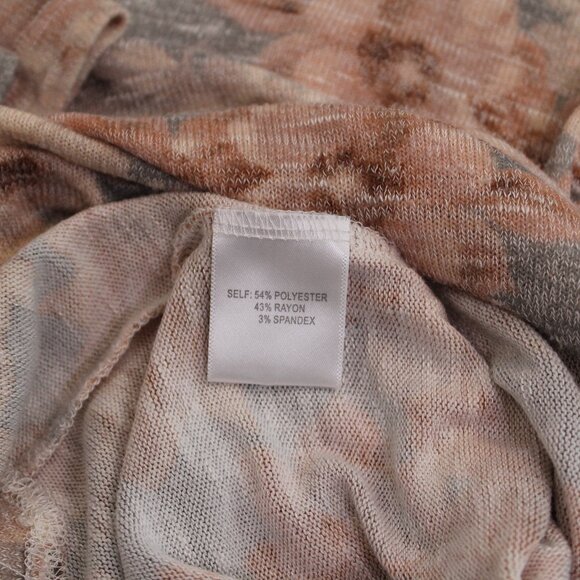 SELF: 54% POLYESTER
43% RAYON
3% SPANDEX